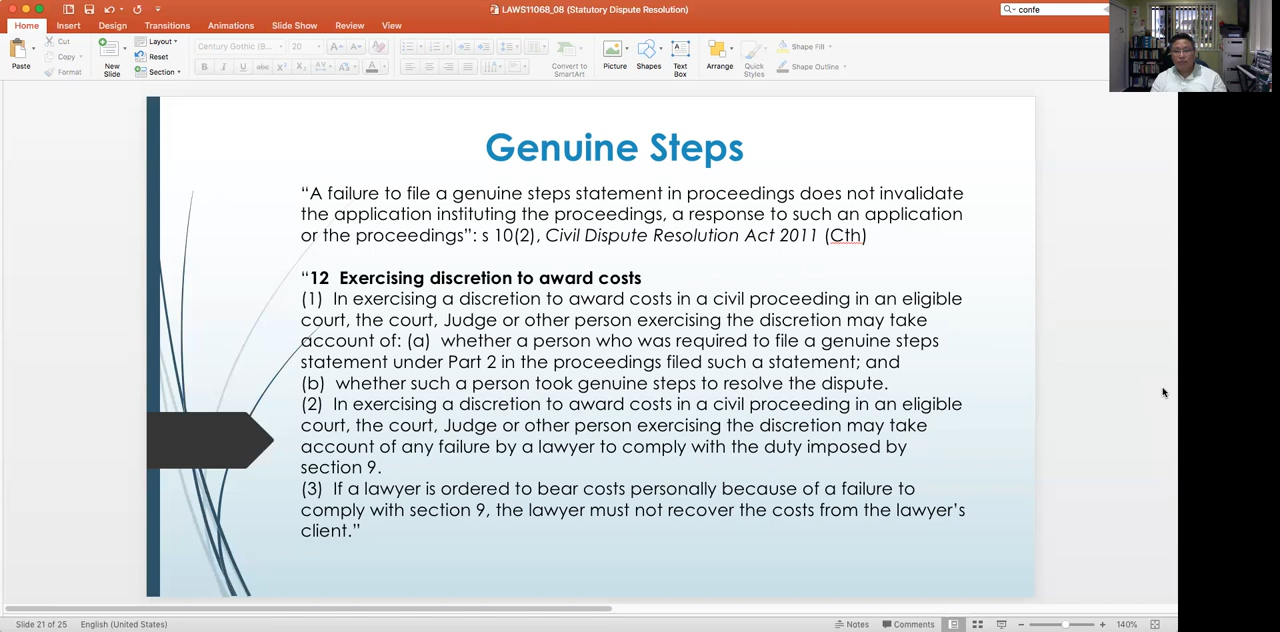 LAWS11068_08 (Statutory Dispute Resolution)
confe
Home Insert Design Transitions Animations Slide Show Review View
Paste
Cut
Copy
Format
New Slide
Layout
Reset
Section
Century Gothic (B... 20
B I U abc X² X₂
Convert to SmartArt
Picture
Shapes
Text Box
Arrange
Quick Styles
Shape Fill
Shape Outline
Genuine Steps
“A failure to file a genuine steps statement in proceedings does not invalidate
the application instituting the proceedings, a response to such an application
or the proceedings”: s 10(2), Civil Dispute Resolution Act 2011 (Cth)
“12 Exercising discretion to award costs
(1) In exercising a discretion to award costs in a civil proceeding in an eligible
court, the court, Judge or other person exercising the discretion may take
account of: (a) whether a person who was required to file a genuine steps
statement under Part 2 in the proceedings filed such a statement; and
(b) whether such a person took genuine steps to resolve the dispute.
(2) In exercising a discretion to award costs in a civil proceeding in an eligible
court, the court, Judge or other person exercising the discretion may take
account of any failure by a lawyer to comply with the duty imposed by
section 9.
(3) If a lawyer is ordered to bear costs personally because of a failure to
comply with section 9, the lawyer must not recover the costs from the lawyer’s
client.”
Slide 21 of 25 English (United States) Notes Comments 140%